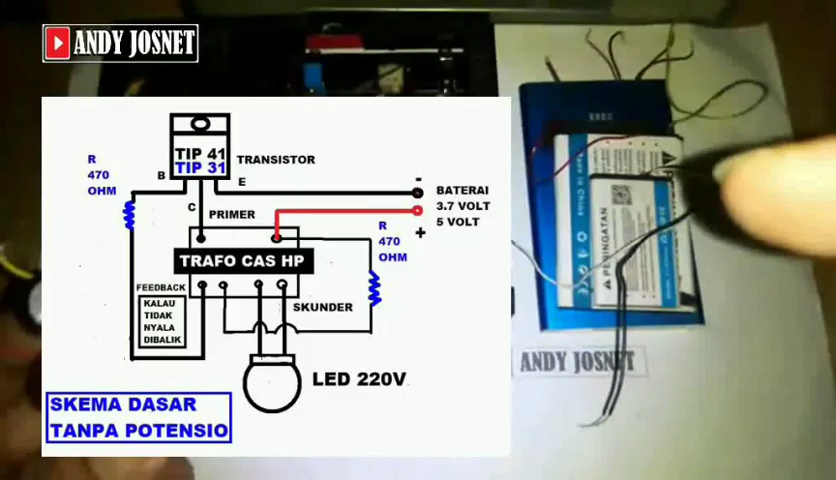 ANDY JOSNET
TIP 41
TIP 31
TRANSISTOR
R
470
OHM
B
E
C
PRIMER
-
BATERAI
3.7 VOLT
5 VOLT
+
R
470
OHM
TRAFO CAS HP
FEEDBACK
KALAU
TIDAK
NYALA
DIBALIK
SKUNDER
LED 220V
SKEMA DASAR
TANPA POTENSIO
PERINGATAN
ANDY JOSNET